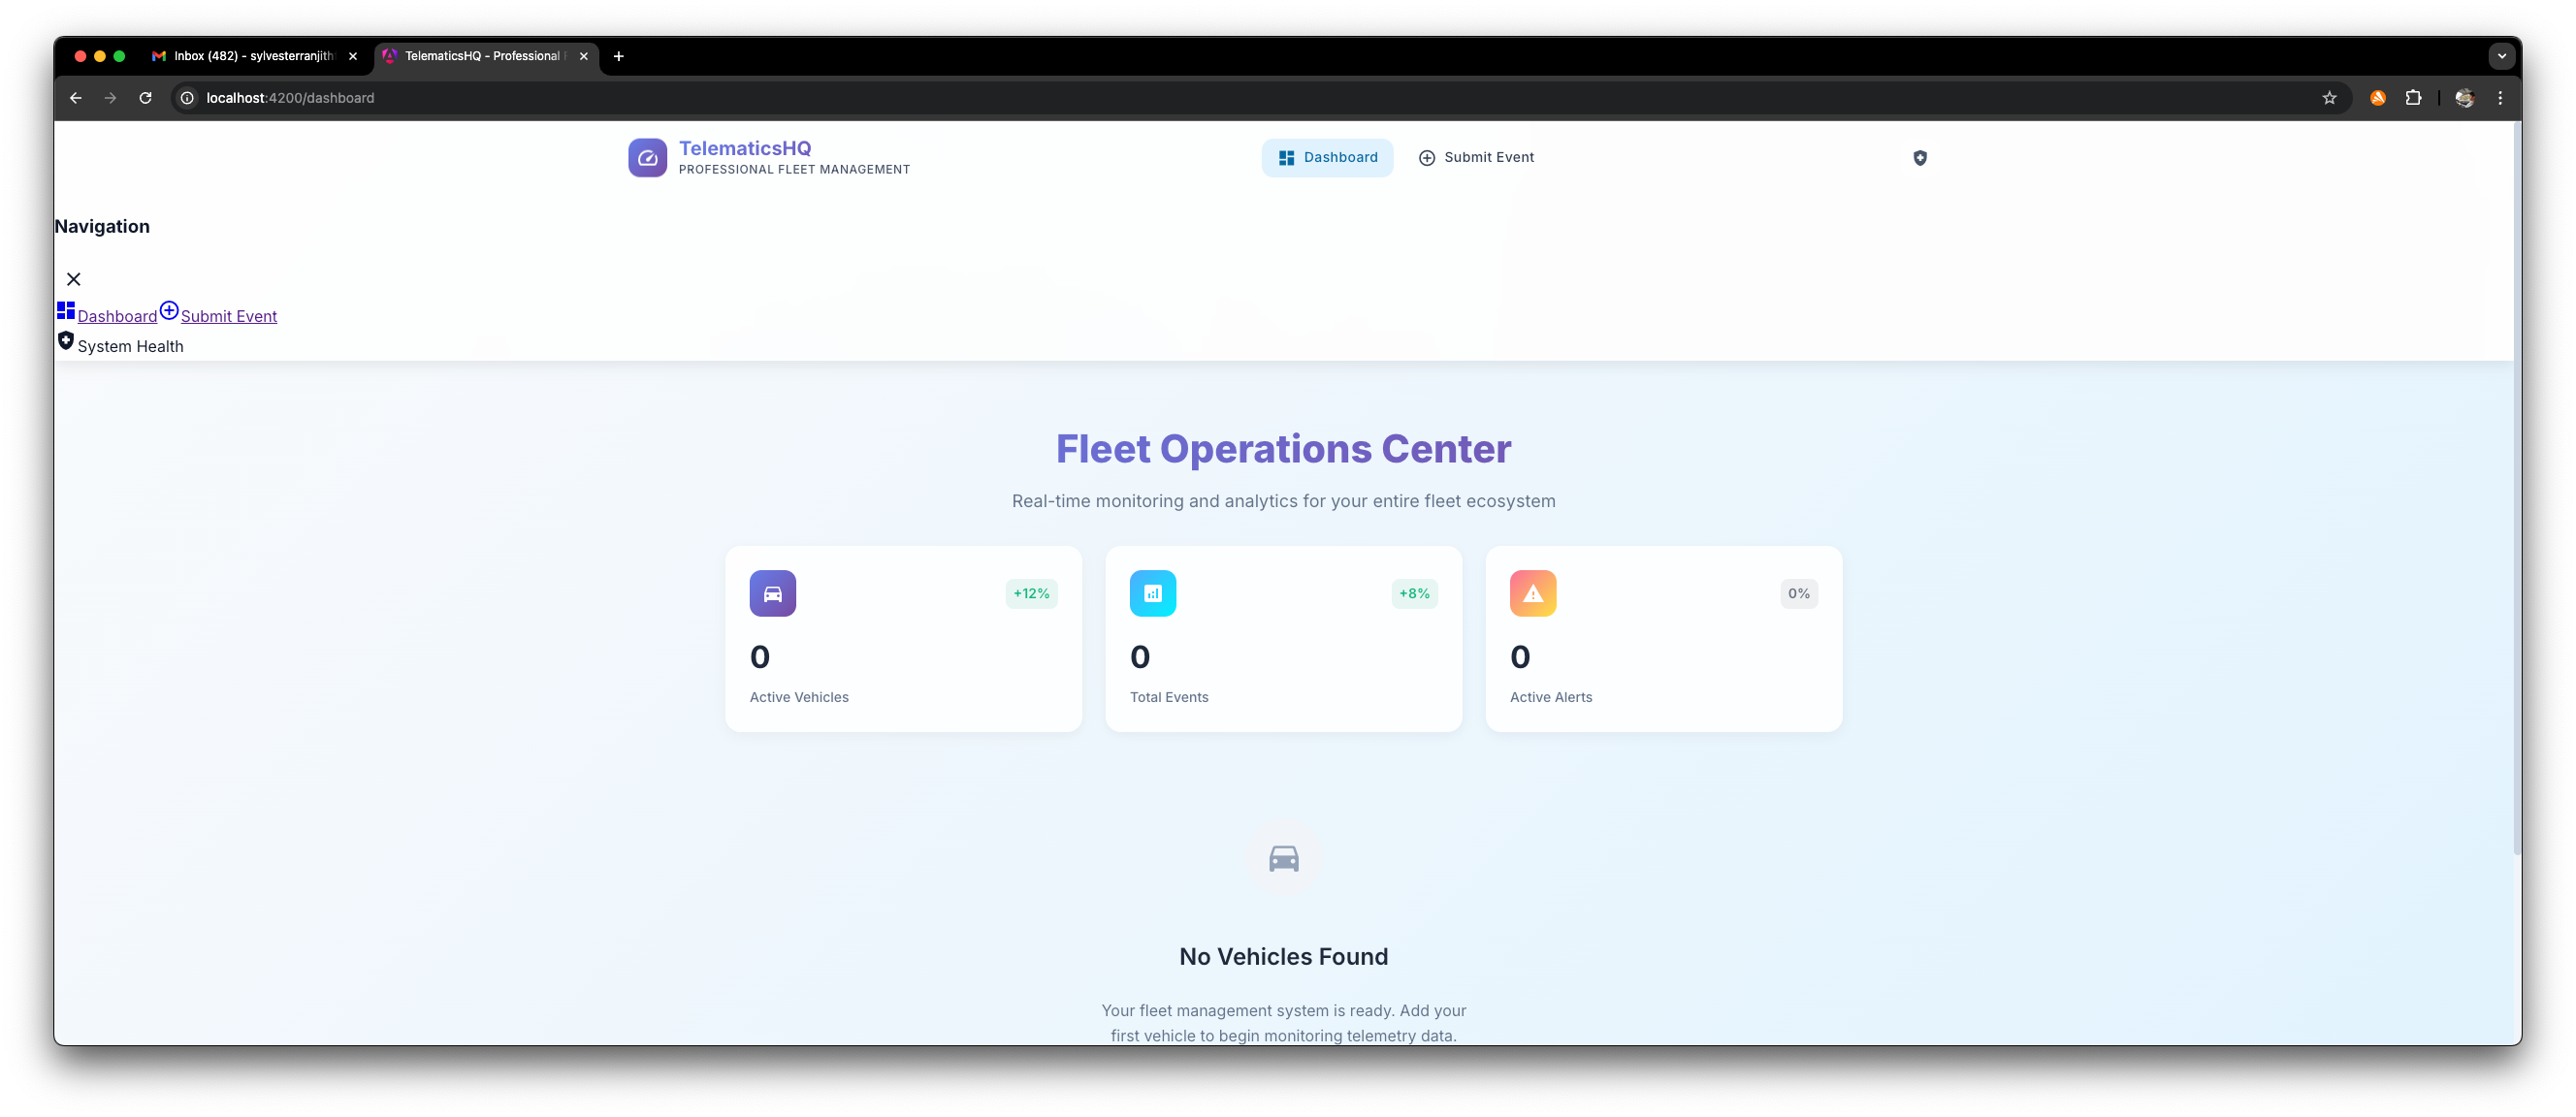 Inbox (482) - sylvesterranjith
TelematicsHQ - Professional
localhost:4200/dashboard
TelematicsHQ
PROFESSIONAL FLEET MANAGEMENT
Dashboard
Submit Event
Navigation
Dashboard Submit Event
System Health
Fleet Operations Center
Real-time monitoring and analytics for your entire fleet ecosystem
+12%
0
Active Vehicles
+8%
0
Total Events
0%
0
Active Alerts
No Vehicles Found
Your fleet management system is ready. Add your
first vehicle to begin monitoring telemetry data.